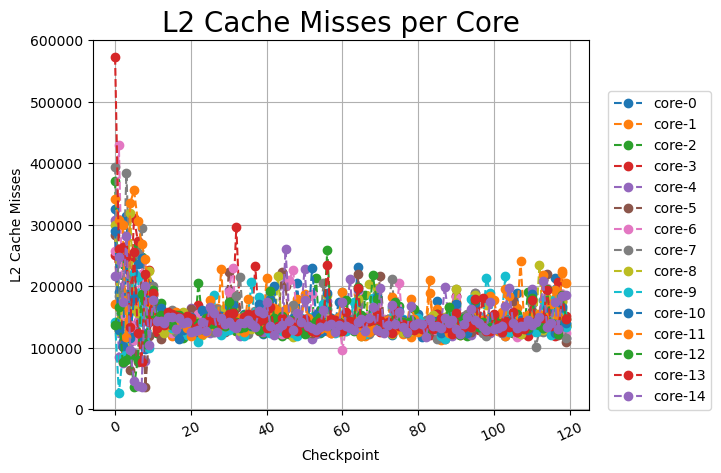 L2 Cache Misses per Core
600000
500000
400000
300000
200000
100000
0
L2 Cache Misses
0
20
40
60
80
100
120
Checkpoint
core-0
core-1
core-2
core-3
core-4
core-5
core-6
core-7
core-8
core-9
core-10
core-11
core-12
core-13
core-14